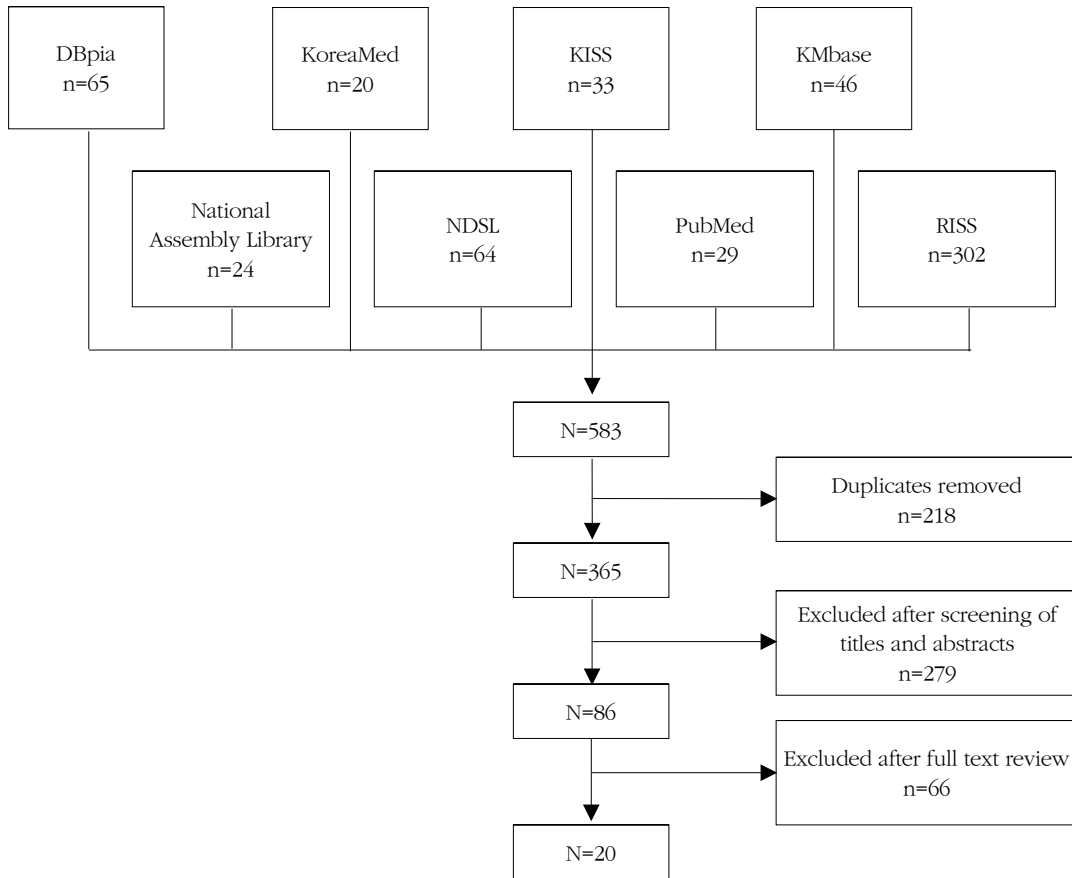 DBpia
n=65
KoreaMed
n=20
KISS
n=33
KMbase
n=46
National
Assembly Library
n=24
NDSL
n=64
PubMed
n=29
RISS
n=302
N=583
Duplicates removed
n=218
N=365
Excluded after screening of
titles and abstracts
n=279
N=86
Excluded after full text review
n=66
N=20